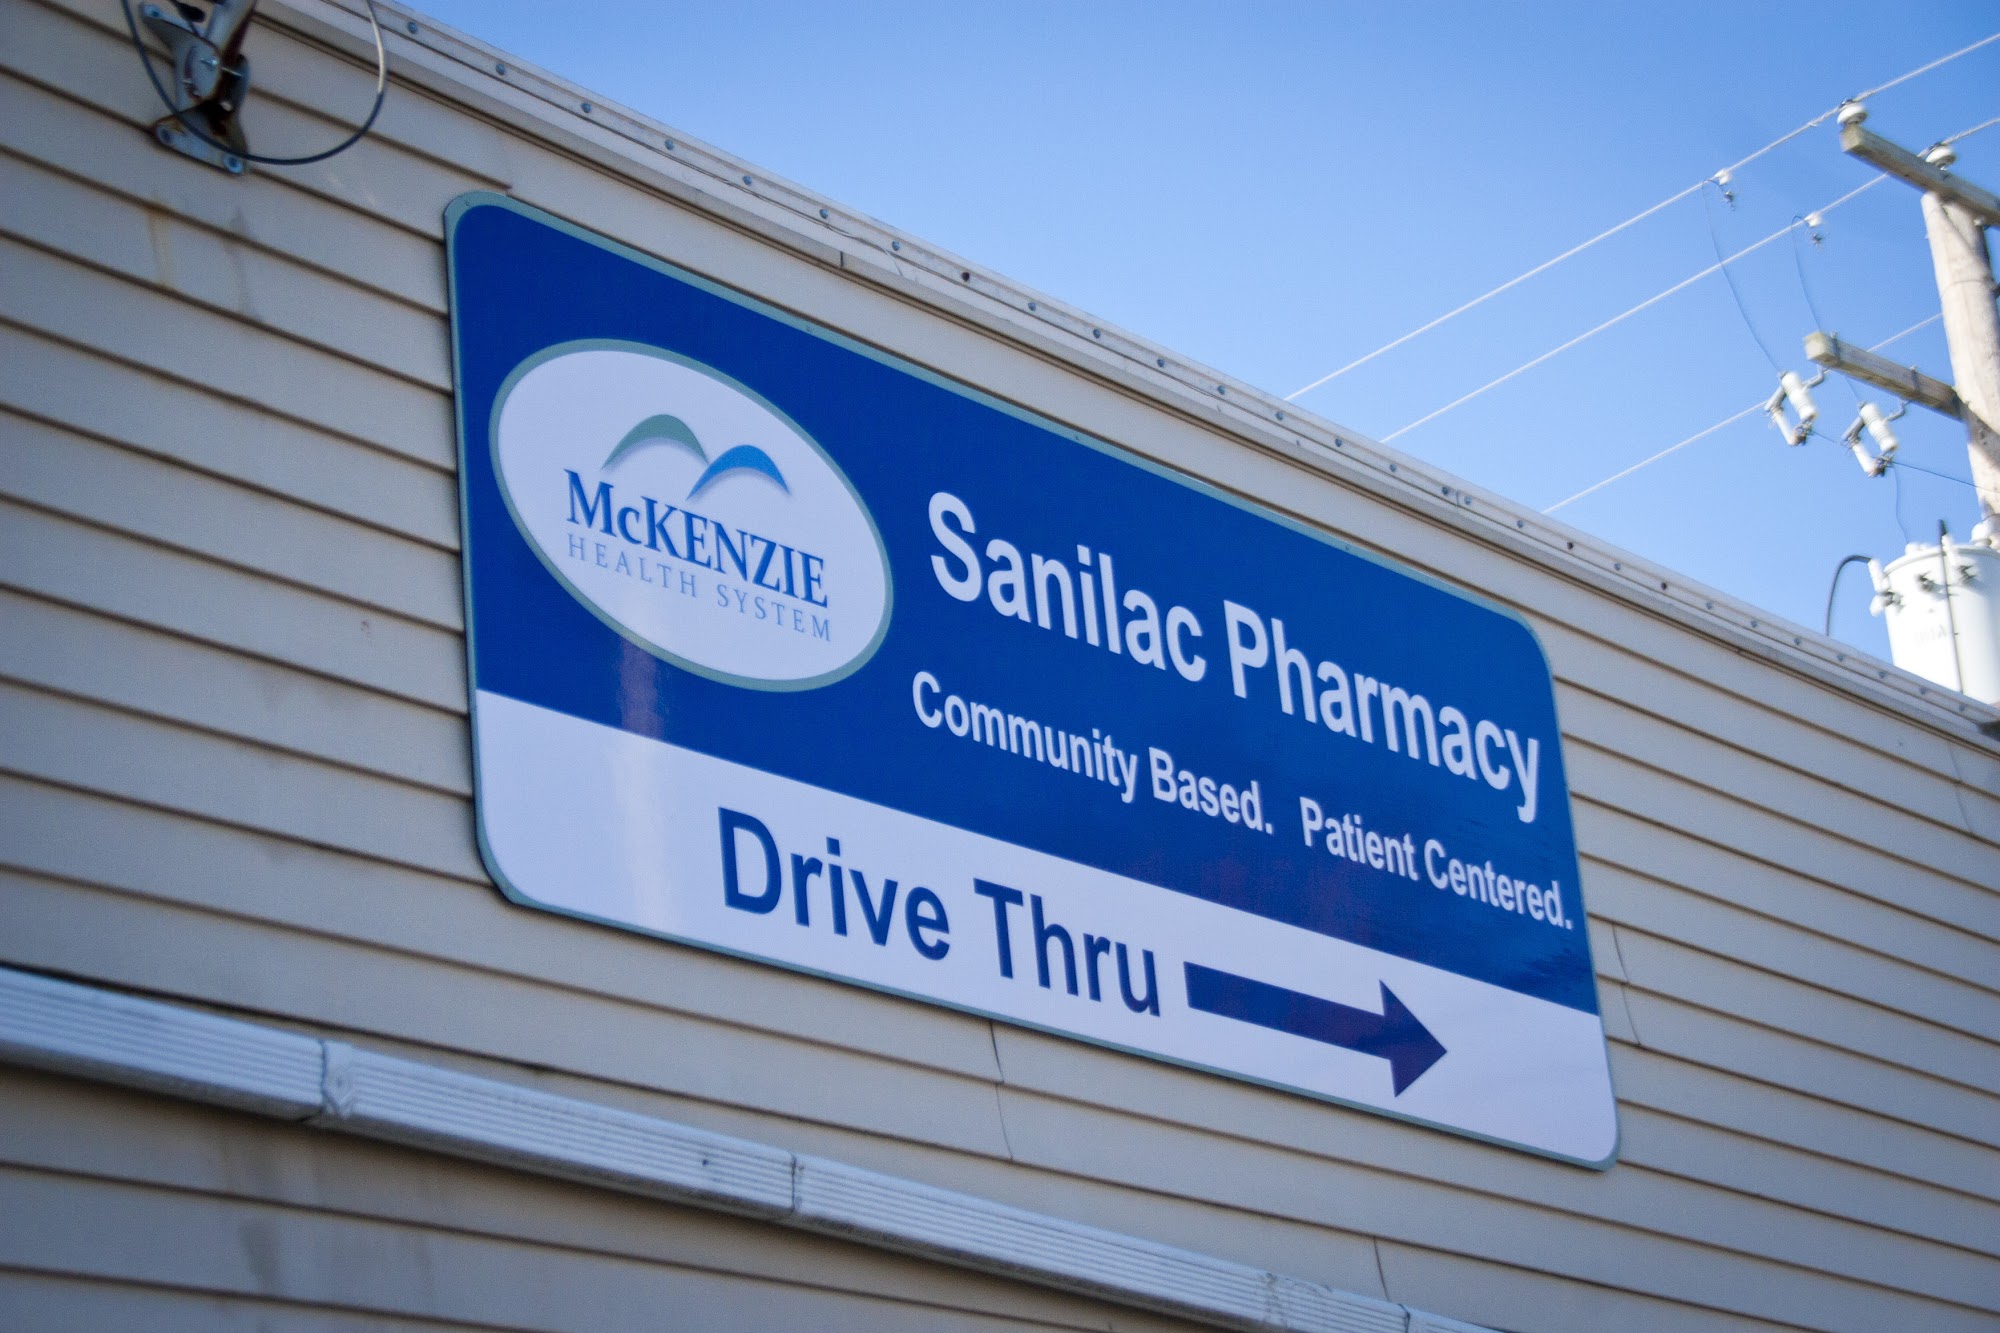 McKENZIE
HEALTH SYSTEM
Sanilac Pharmacy
Community Based. Patient Centered.
Drive Thru